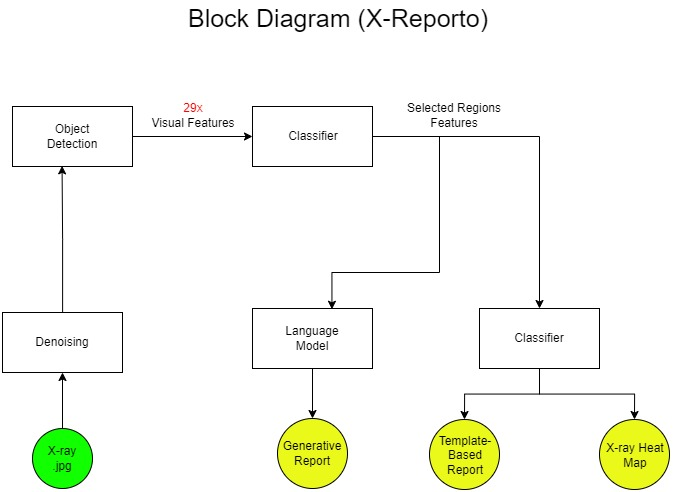 Block Diagram (X-Reporto)
Object
Detection
29x
Visual Features
Classifier
Selected Regions
Features
Denoising
Language
Model
Classifier
X-ray
.jpg
Generative
Report
Template-
Based
Report
X-ray Heat
Map